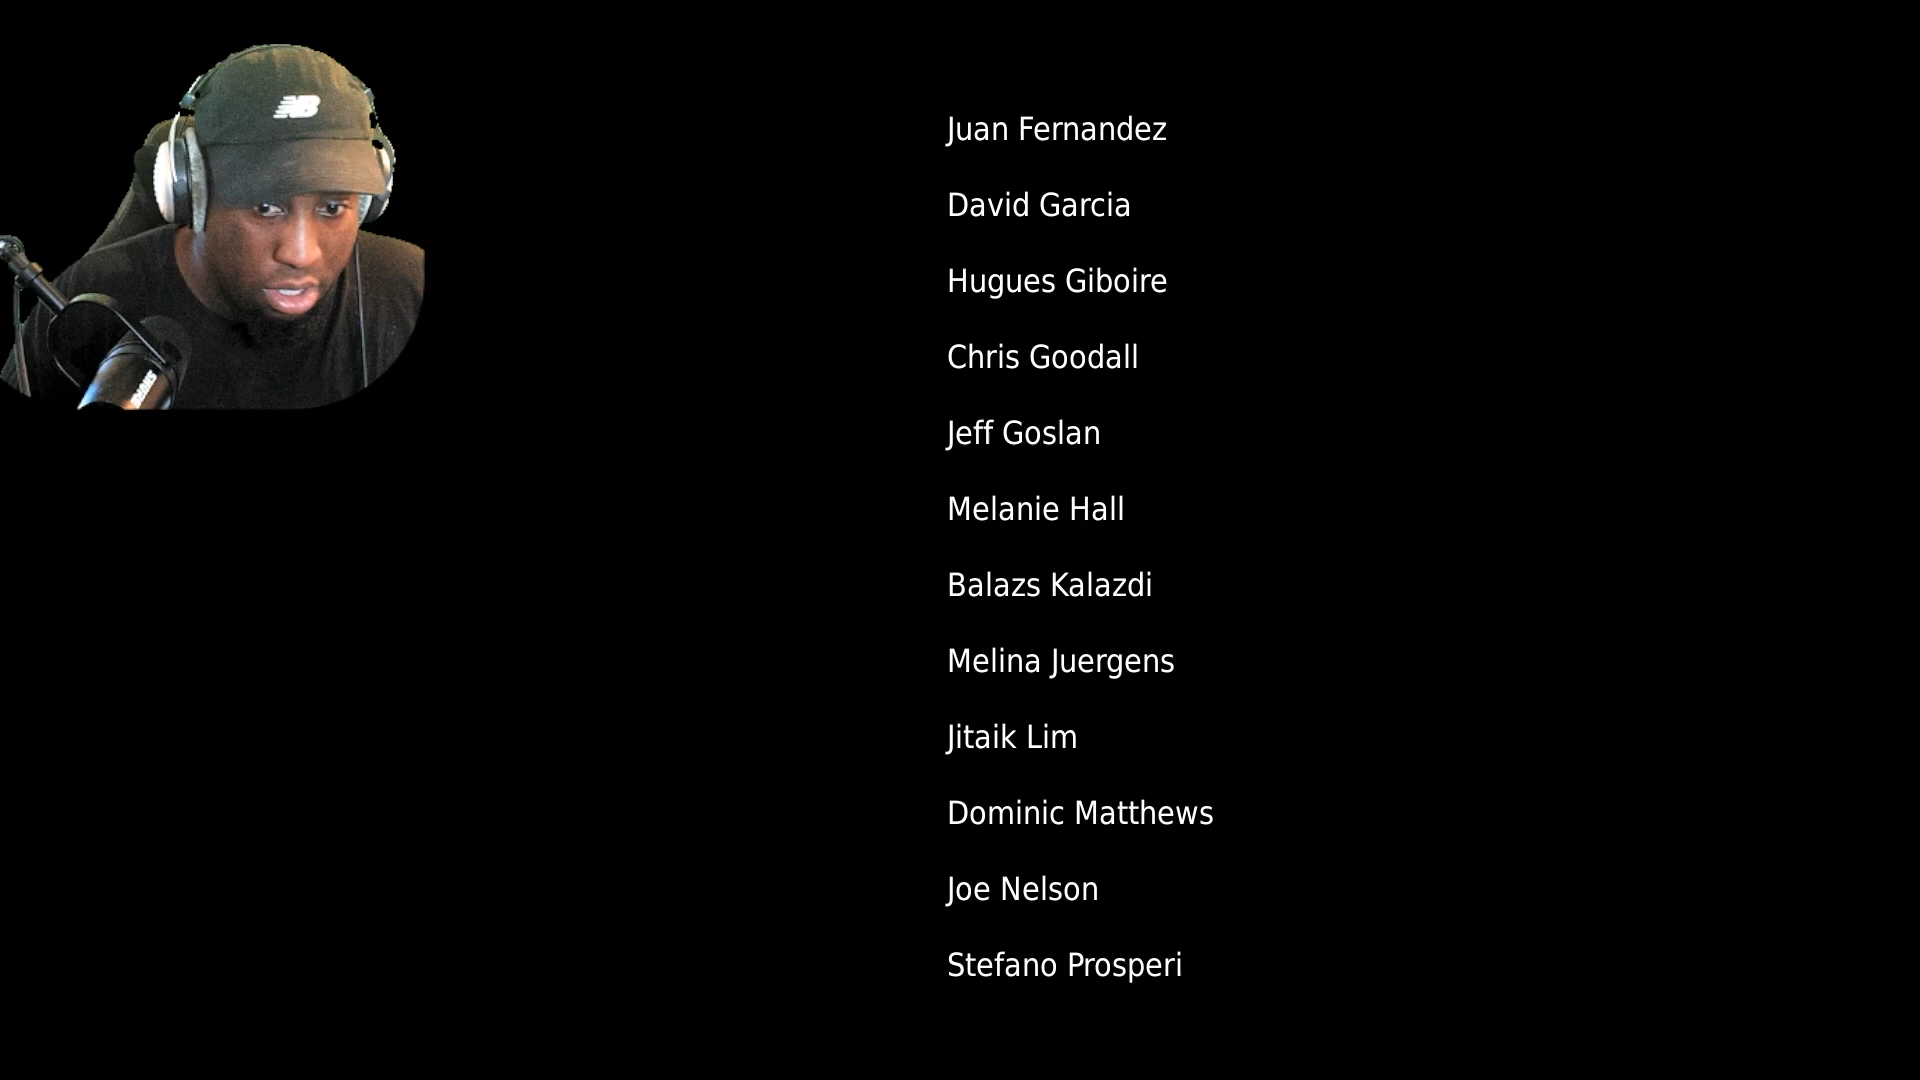 NB
Juan Fernandez
David Garcia
Hugues Giboire
Chris Goodall
Jeff Goslan
Melanie Hall
Balazs Kalazdi
Melina Juergens
Jitaik Lim
Dominic Matthews
Joe Nelson
Stefano Prosperi